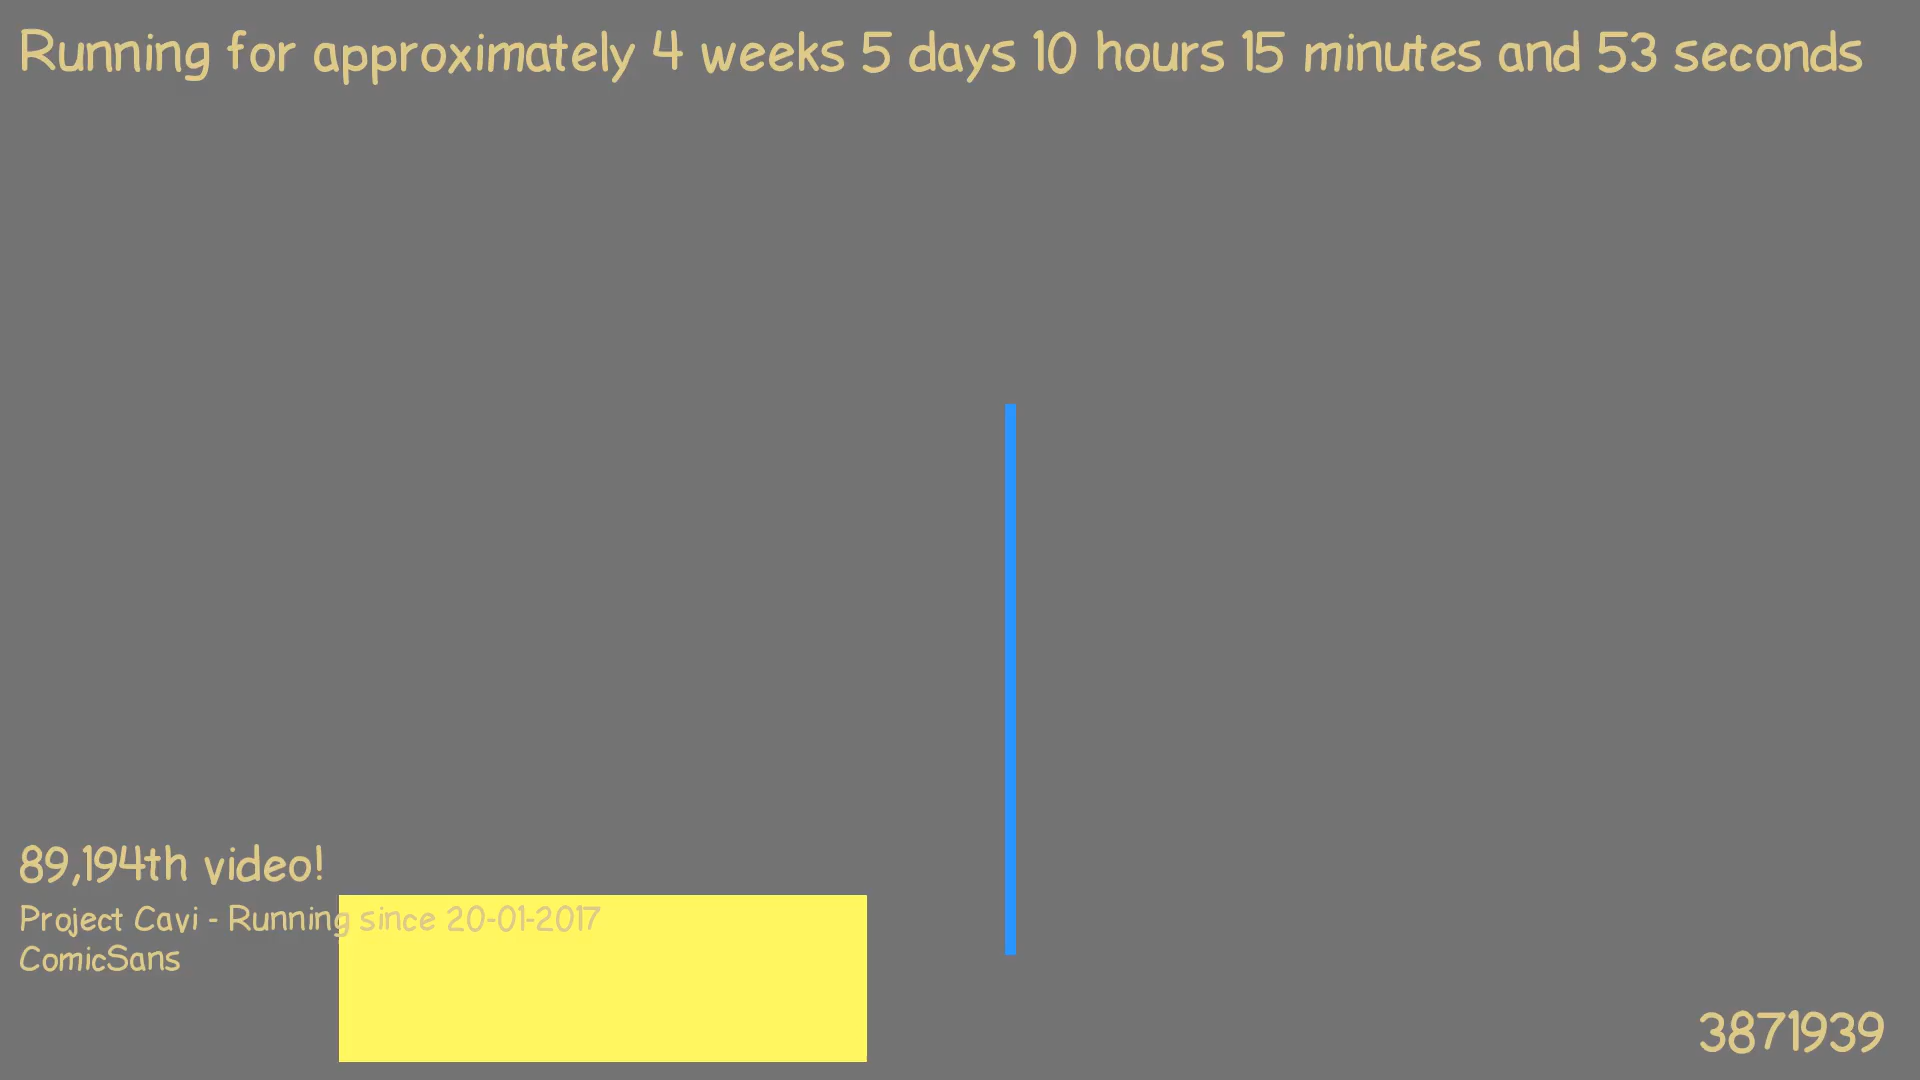 Running for approximately 4 weeks 5 days 10 hours 15 minutes and 53 seconds
89,194th video!
Project Cavi - Running since 20-01-2017
ComicSans
3871939